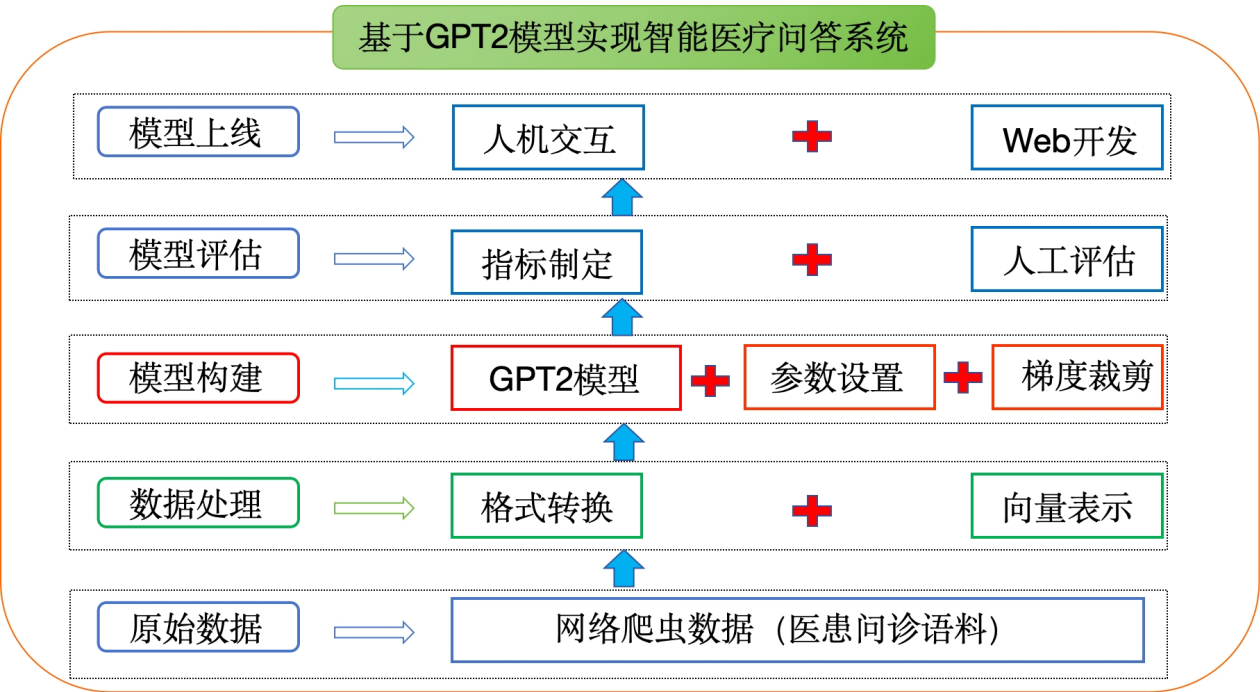 基于GPT2模型实现智能医疗问答系统
模型上线 人机交互 Web开发
模型评估 指标制定 人工评估
模型构建 GPT2模型 参数设置 梯度裁剪
数据处理 格式转换 向量表示
原始数据 网络爬虫数据（医患问诊语料）